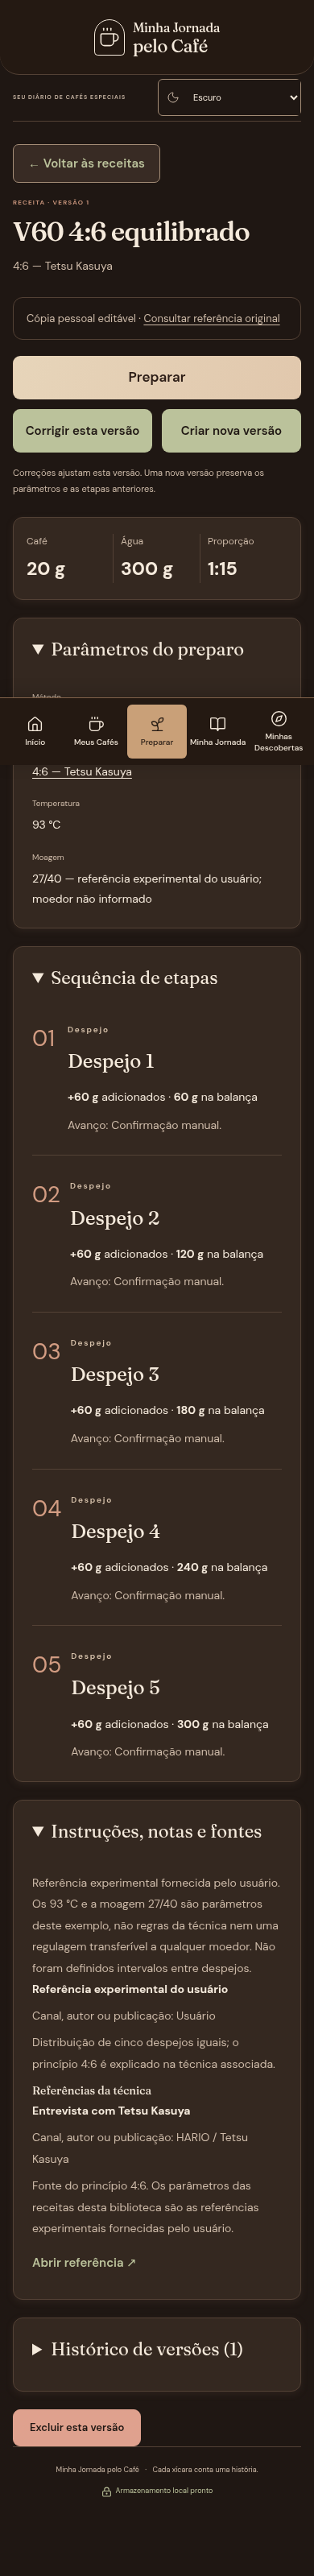 Minha Jornada
pelo Café
SEU DIÁRIO DE CAFÉS ESPECIAIS
Escuro
← Voltar às receitas
RECEITA · VERSÃO 1
V60 4:6 equilibrado
4:6 — Tetsu Kasuya
Cópia pessoal editável · Consultar referência original
Preparar
Corrigir esta versão
Criar nova versão
Correções ajustam esta versão. Uma nova versão preserva os
parâmetros e as etapas anteriores.
Café
Água
Proporção
20 g
300 g
1:15
▼ Parâmetros do preparo
Início
Meus Cafés
Preparar
Minha Jornada
Minhas
Descobertas
4:6 — Tetsu Kasuya
Temperatura
93 °C
Moagem
27/40 — referência experimental do usuário;
moedor não informado
▼ Sequência de etapas
01
Despejo
Despejo 1
+60 g adicionados · 60 g na balança
Avanço: Confirmação manual.
02
Despejo
Despejo 2
+60 g adicionados · 120 g na balança
Avanço: Confirmação manual.
03
Despejo
Despejo 3
+60 g adicionados · 180 g na balança
Avanço: Confirmação manual.
04
Despejo
Despejo 4
+60 g adicionados · 240 g na balança
Avanço: Confirmação manual.
05
Despejo
Despejo 5
+60 g adicionados · 300 g na balança
Avanço: Confirmação manual.
▼ Instruções, notas e fontes
Referência experimental fornecida pelo usuário.
Os 93 °C e a moagem 27/40 são parâmetros
deste exemplo, não regras da técnica nem uma
regulagem transferível a qualquer moedor. Não
foram definidos intervalos entre despejos.
Referência experimental do usuário
Canal, autor ou publicação: Usuário
Distribuição de cinco despejos iguais; o
princípio 4:6 é explicado na técnica associada.
Referências da técnica
Entrevista com Tetsu Kasuya
Canal, autor ou publicação: HARIO / Tetsu
Kasuya
Fonte do princípio 4:6. Os parâmetros das
receitas desta biblioteca são as referências
experimentais fornecidas pelo usuário.
Abrir referência ↗
▶ Histórico de versões (1)
Excluir esta versão
Minha Jornada pelo Café · Cada xícara conta uma história.
Armazenamento local pronto